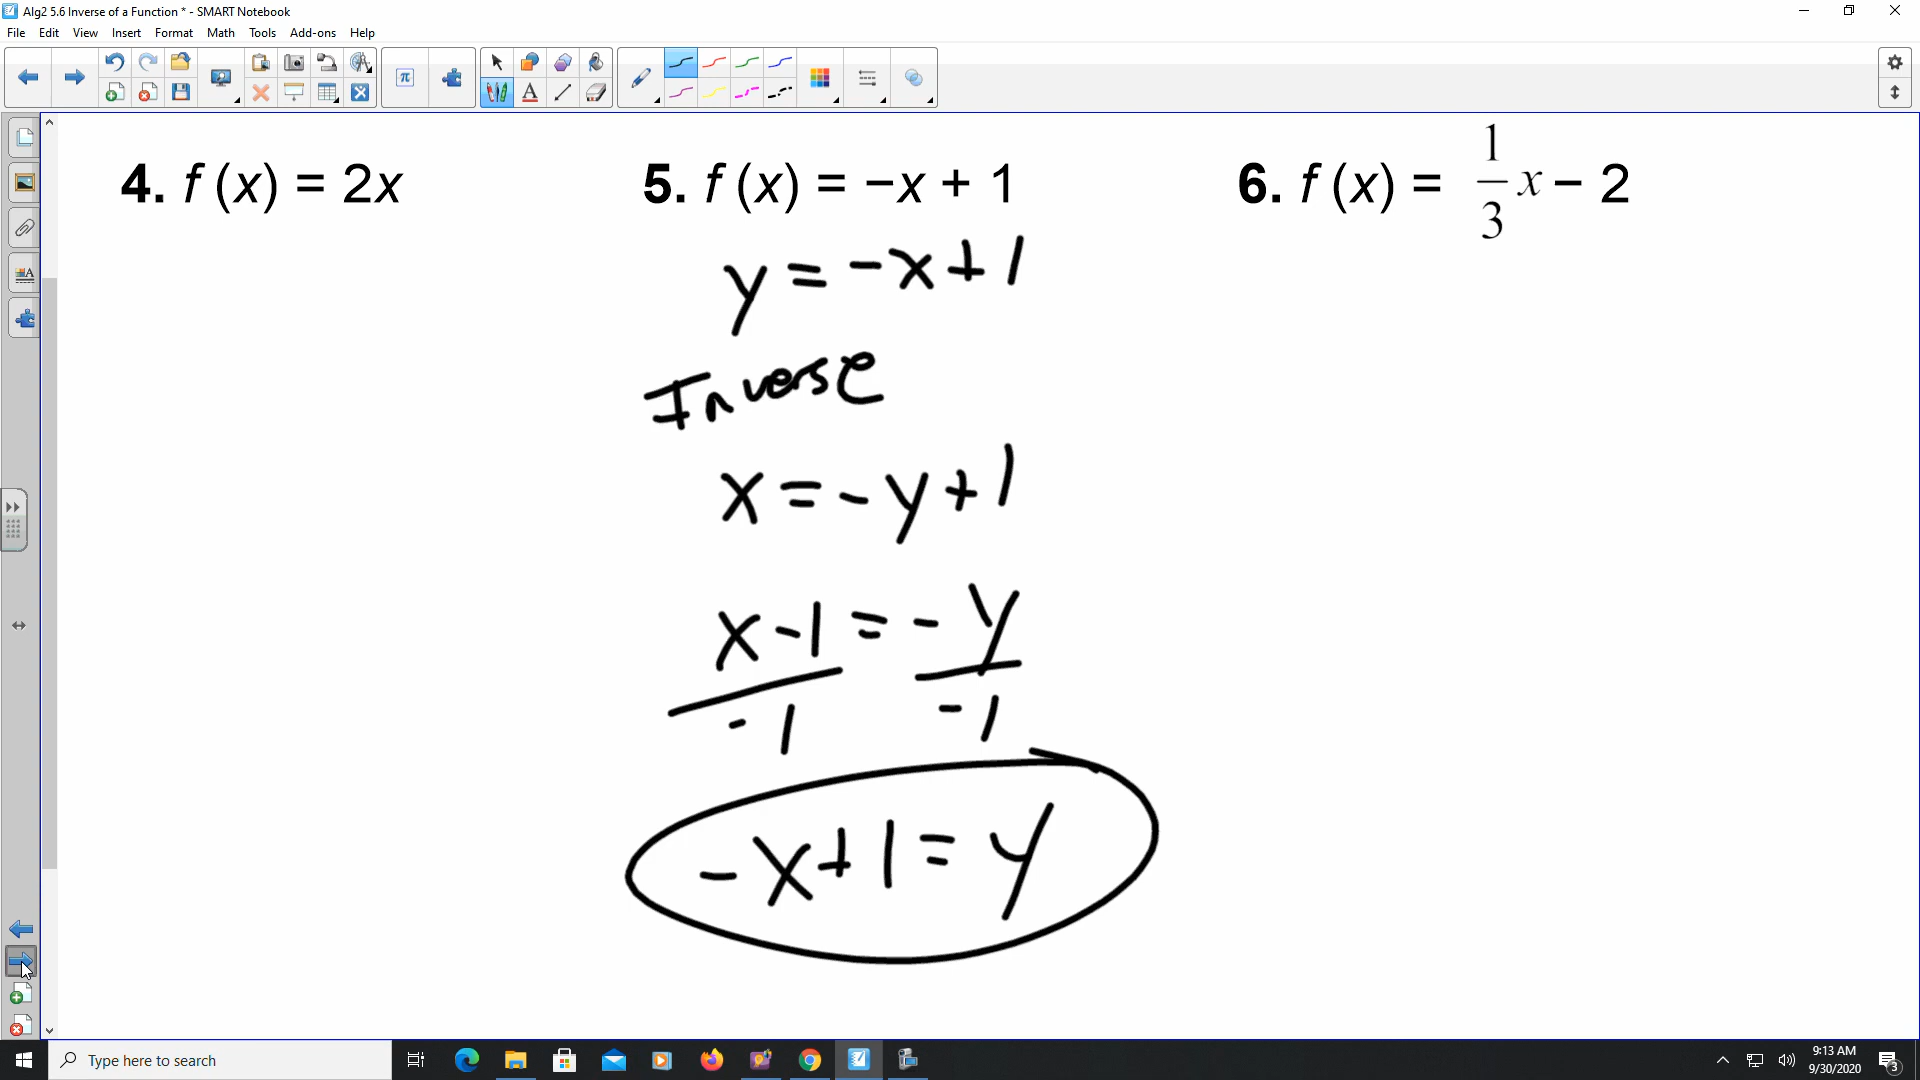 Alg2 5.6 Inverse of a Function * - SMART Notebook
File Edit View Insert Format Math Tools Add-ons Help
4. f (x) = 2x
5. f (x) = −x + 1
6. f (x) = 1/3 x − 2
y = -x+1
Inverse
x = -y+1
x-1 = -y
-1 -1
-x+1 = y
Type here to search
9:13 AM
9/30/2020
3